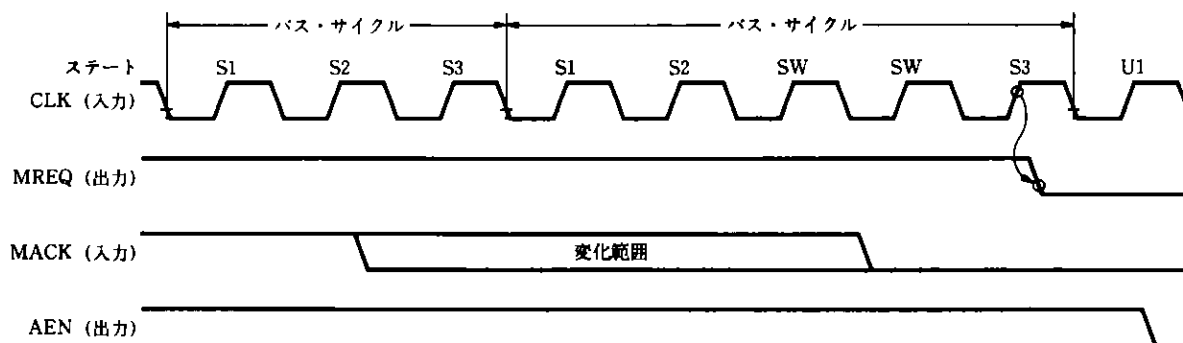 バス・サイクル バス・サイクル
ステート S1 S2 S3 S1 S2 SW SW S3 U1
CLK (入力)
MREQ (出力)
MACK (入力) 変化範囲
AEN (出力)